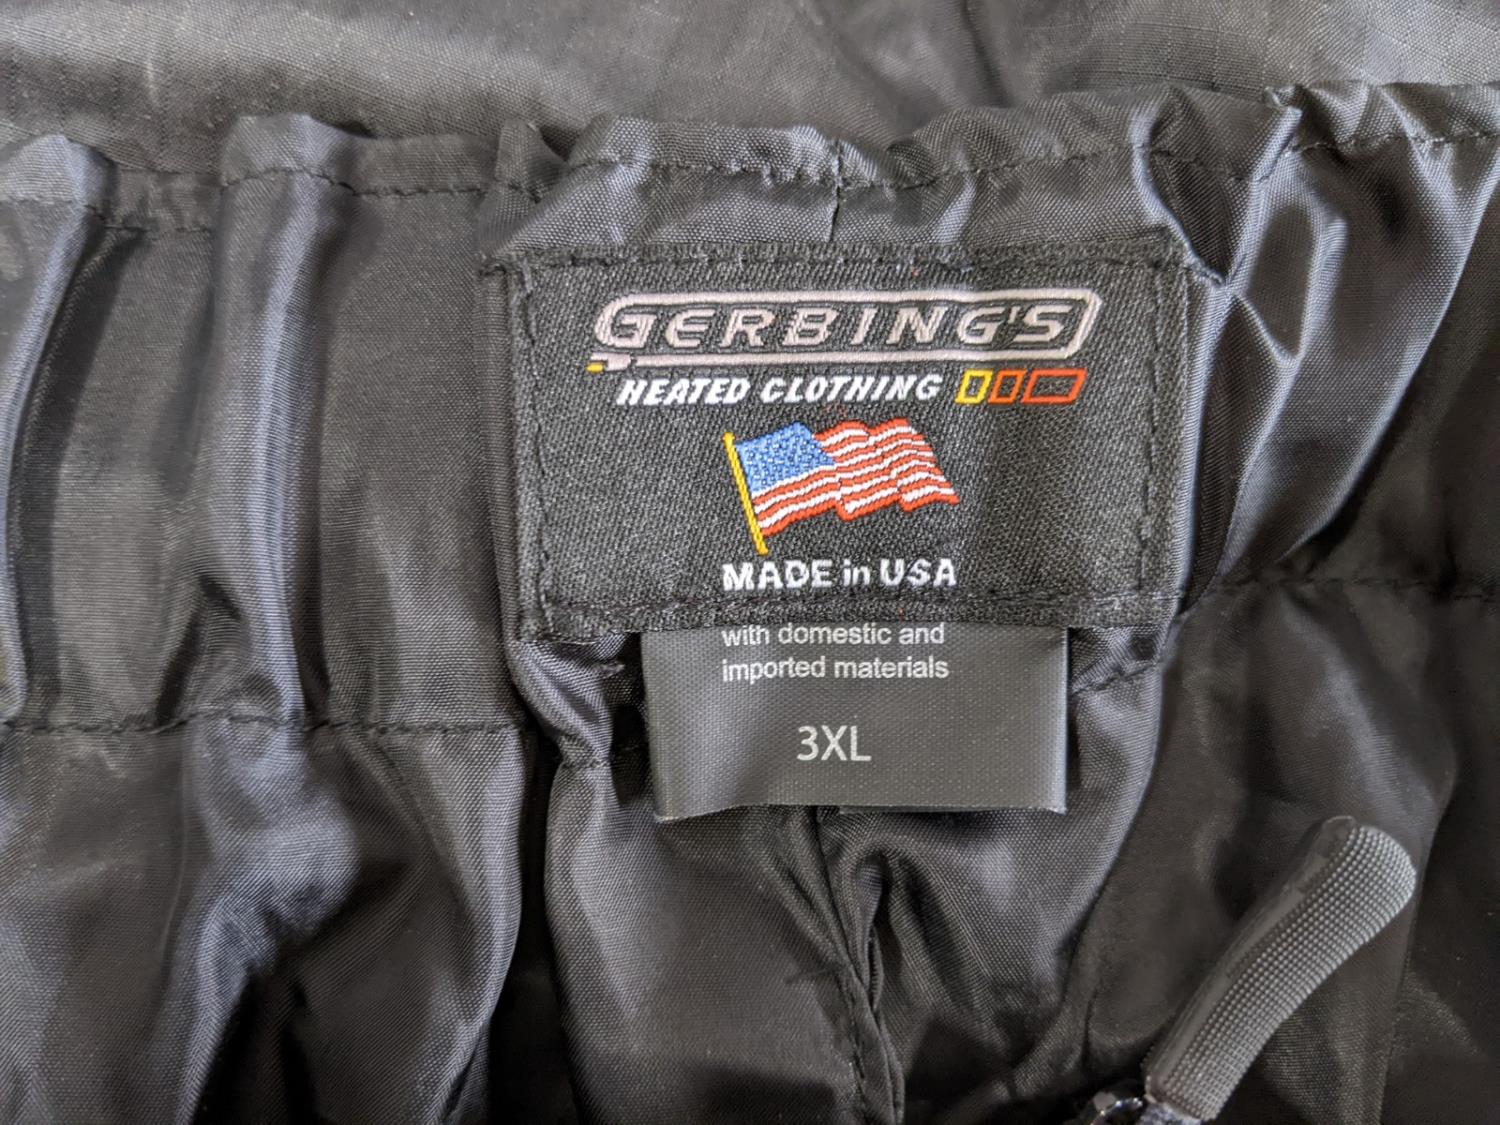 GERBING'S
HEATED CLOTHING
MADE in USA
with domestic and
imported materials
3XL